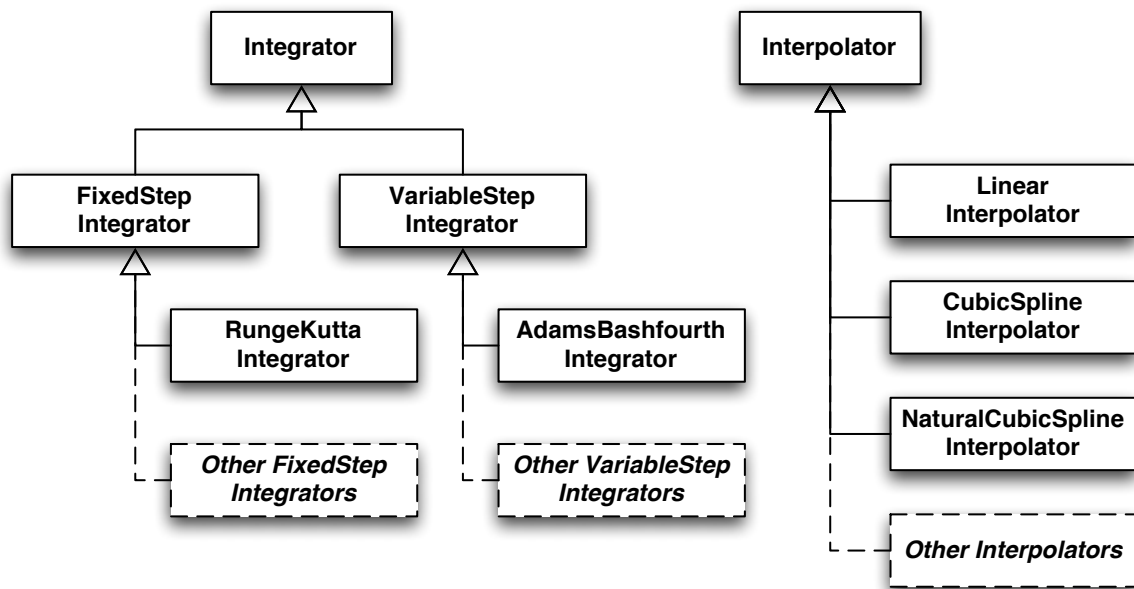 Integrator
Interpolator
FixedStep
Integrator
VariableStep
Integrator
Linear
Interpolator
RungeKutta
Integrator
AdamsBashfourth
Integrator
CubicSpline
Interpolator
NaturalCubicSpline
Interpolator
Other FixedStep
Integrators
Other VariableStep
Integrators
Other Interpolators